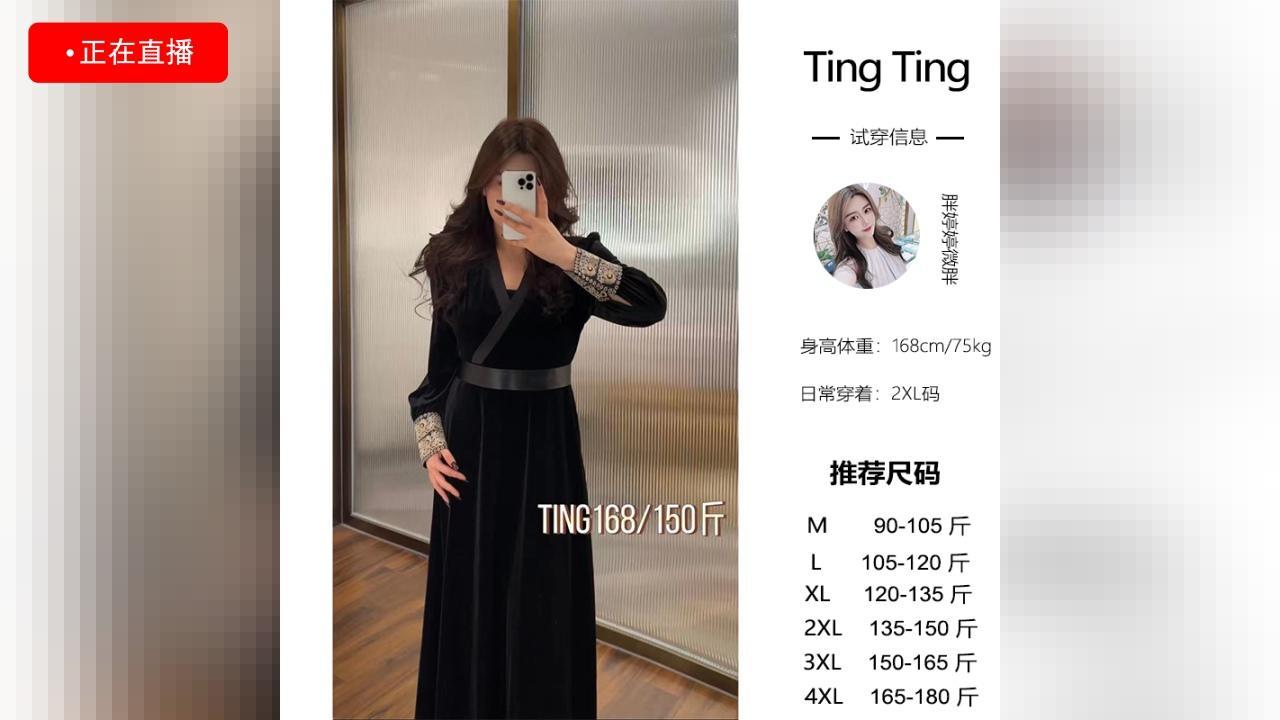 •正在直播
Ting Ting
试穿信息
胖婷婷微胖
身高体重：168cm/75kg
日常穿着：2XL码
TING168/150斤
推荐尺码
M 90-105 斤
L 105-120 斤
XL 120-135 斤
2XL 135-150 斤
3XL 150-165 斤
4XL 165-180 斤